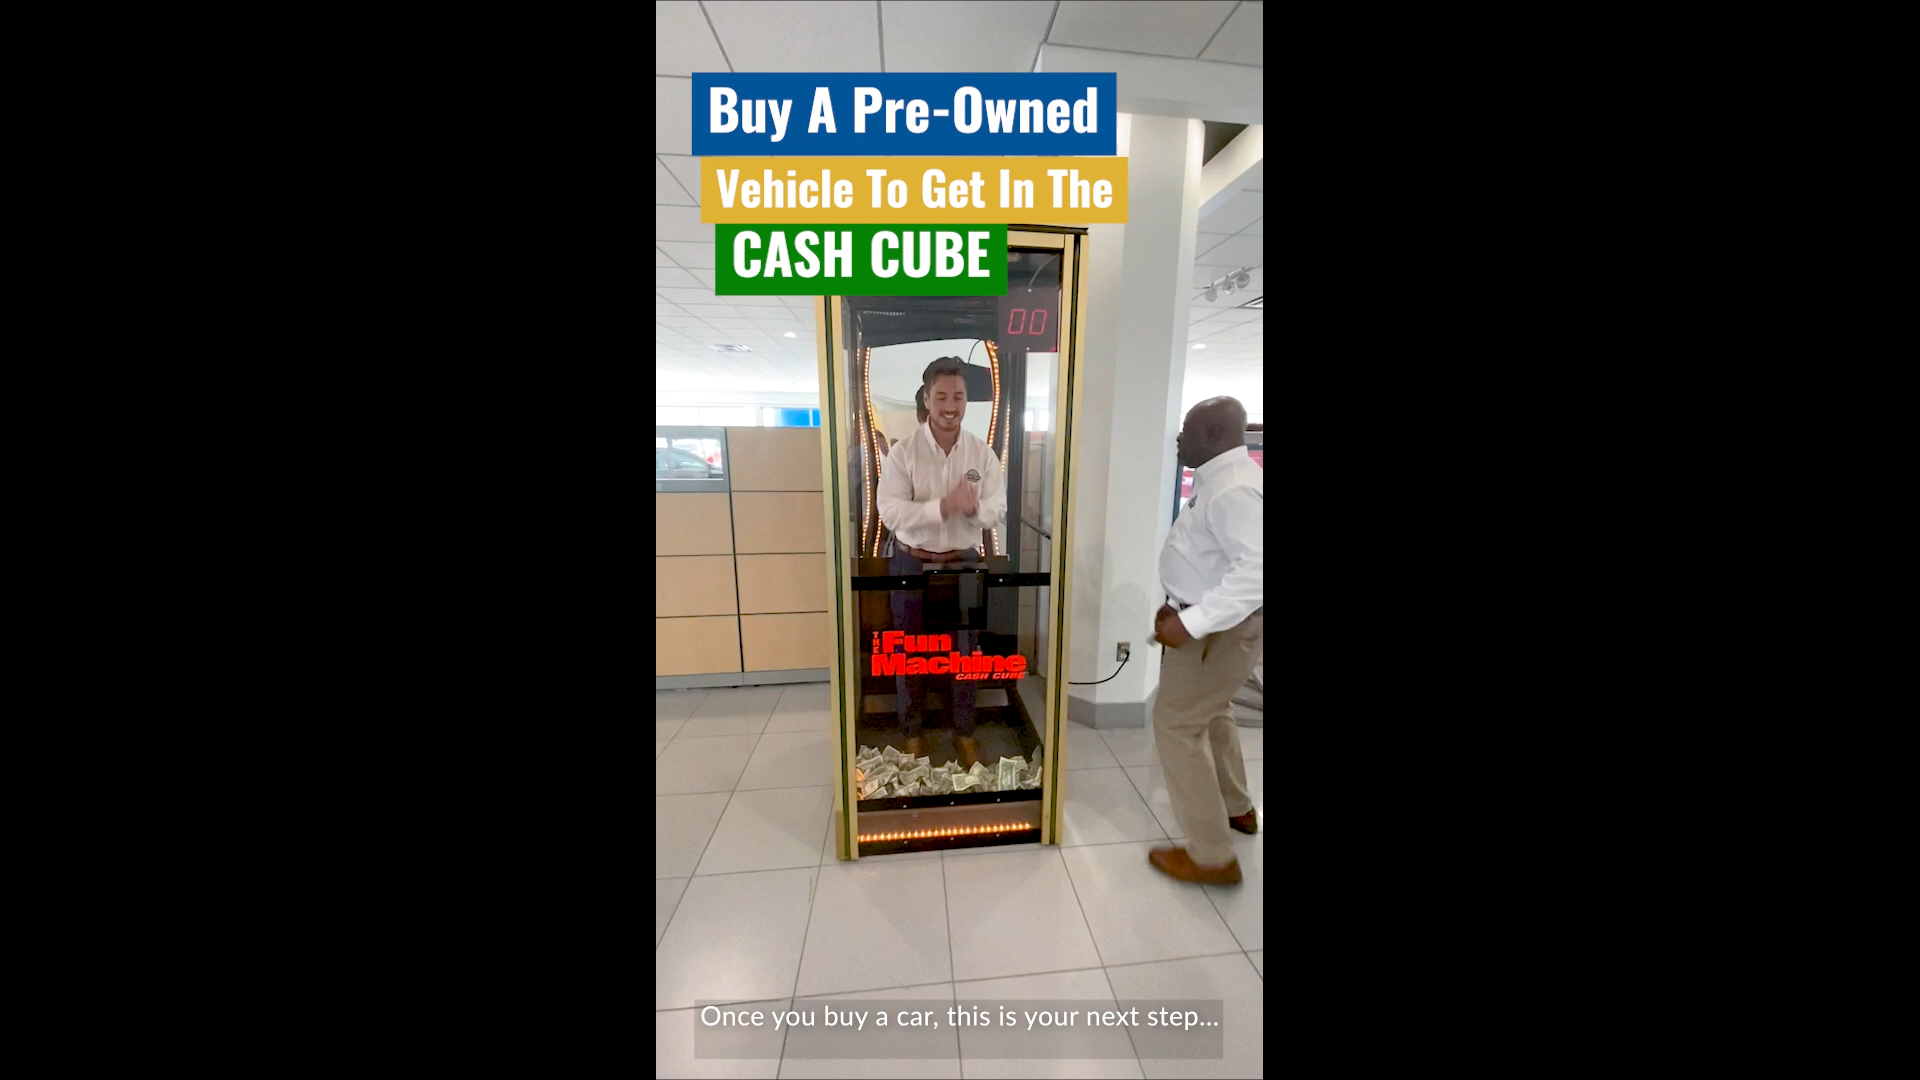 Buy A Pre-Owned
Vehicle To Get In The
CASH CUBE
00
THE Fun
Machine
CASH CUBE
Once you buy a car, this is your next step...